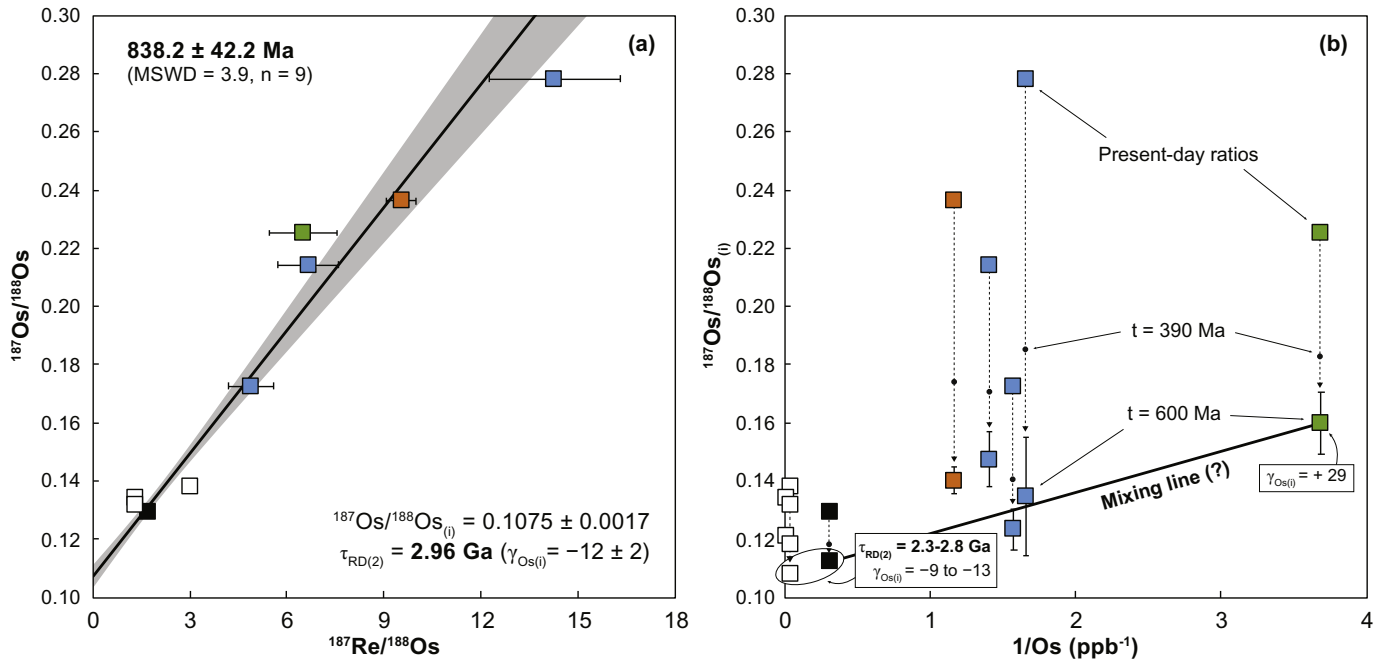 (a)
838.2 ± 42.2 Ma
(MSWD = 3.9, n = 9)
0.30
0.28
0.26
0.24
0.22
0.20
0.18
0.16
0.14
0.12
0.10
187Os/188Os
187Os/188Os(i) = 0.1075 ± 0.0017
τRD(2) = 2.96 Ga (γOs(i) = −12 ± 2)
0 3 6 9 12 15 18
187Re/188Os
(b)
0.30
0.28
0.26
0.24
0.22
0.20
0.18
0.16
0.14
0.12
0.10
187Os/188Os(i)
Present-day ratios
t = 390 Ma
t = 600 Ma
γOs(i) = + 29
Mixing line (?)
τRD(2) = 2.3-2.8 Ga
γOs(i) = −9 to −13
0 1 2 3 4
1/Os (ppb-1)